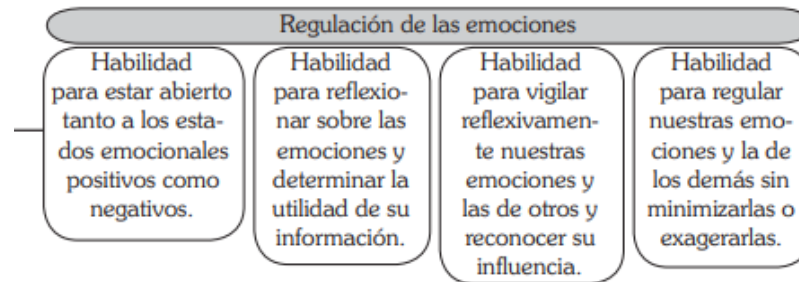 Regulación de las emociones
Habilidad
para estar abierto
tanto a los esta-
dos emocionales
positivos como
negativos.
Habilidad
para reflexio-
nar sobre las
emociones y
determinar la
utilidad de su
información.
Habilidad
para vigilar
reflexivamen-
te nuestras
emociones y
las de otros y
reconocer su
influencia.
Habilidad
para regular
nuestras emo-
ciones y la de
los demás sin
minimizarlas o
exagerarlas.